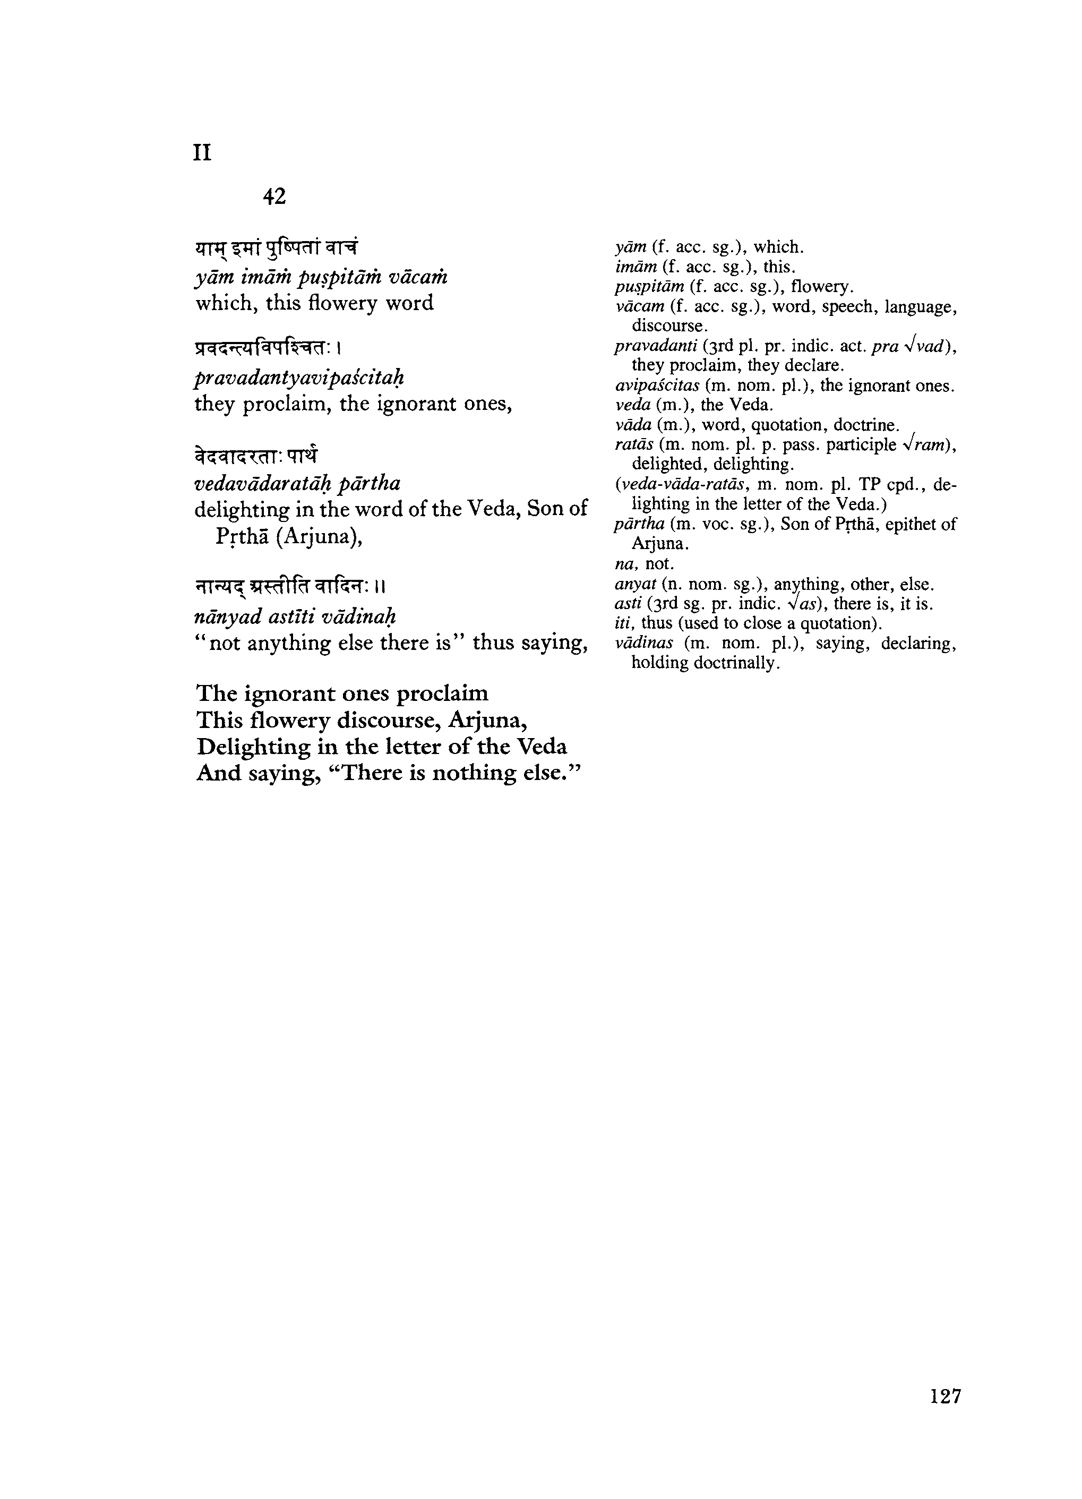 II
42
याम् इमां पुष्पितां वाचं
yām imāṁ puṣpitāṁ vācaṁ
which, this flowery word
प्रवदन्त्यविपश्चितः ।
pravadantyavipaścitaḥ
they proclaim, the ignorant ones,
वेदवादरताः पार्थ
vedavādaratāḥ pārtha
delighting in the word of the Veda, Son of
Pṛthā (Arjuna),
नान्यद् अस्तीति वादिनः ॥
nānyad astīti vādinaḥ
“not anything else there is” thus saying,
The ignorant ones proclaim
This flowery discourse, Arjuna,
Delighting in the letter of the Veda
And saying, “There is nothing else.”
yām (f. acc. sg.), which.
imām (f. acc. sg.), this.
puṣpitām (f. acc. sg.), flowery.
vācam (f. acc. sg.), word, speech, language,
discourse.
pravadanti (3rd pl. pr. indic. act. pra √vad),
they proclaim, they declare.
avipaścitas (m. nom. pl.), the ignorant ones.
veda (m.), the Veda.
vāda (m.), word, quotation, doctrine.
ratās (m. nom. pl. p. pass. participle √ram),
delighted, delighting.
(veda-vāda-ratās, m. nom. pl. TP cpd., de-
lighting in the letter of the Veda.)
pārtha (m. voc. sg.), Son of Pṛthā, epithet of
Arjuna.
na, not.
anyat (n. nom. sg.), anything, other, else.
asti (3rd sg. pr. indic. √as), there is, it is.
iti, thus (used to close a quotation).
vādinas (m. nom. pl.), saying, declaring,
holding doctrinally.
127